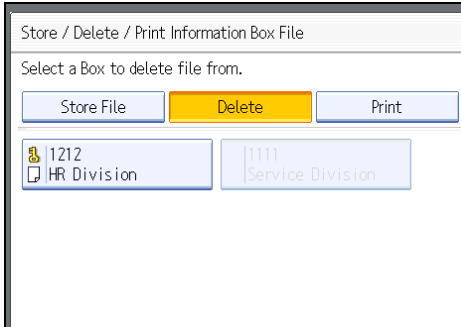 Store / Delete / Print Information Box File
Select a Box to delete file from.
Store File Delete Print
1212 1111
HR Division Service Division